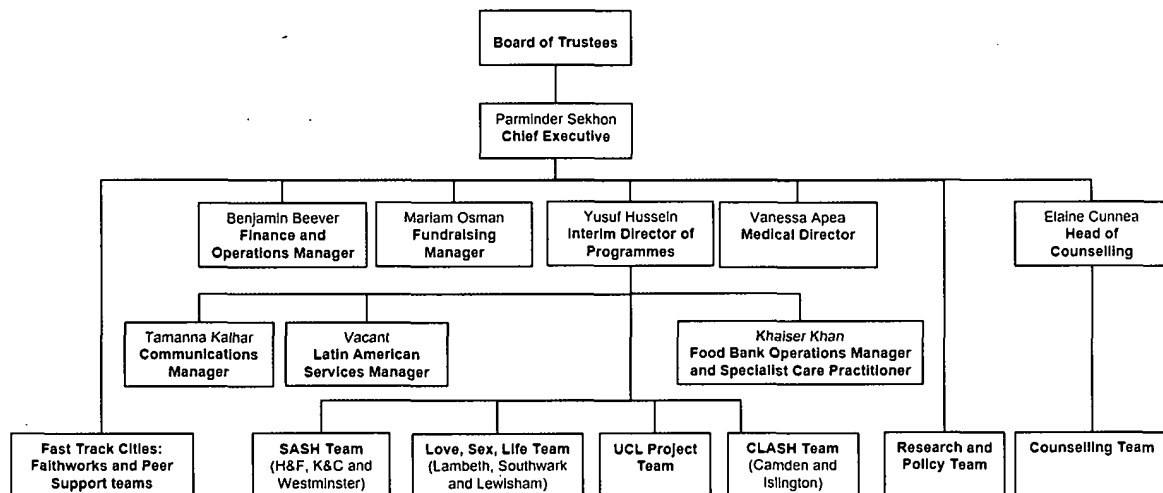 Board of Trustees
Parminder Sekhon
Chief Executive
Benjamin Beever
Finance and
Operations Manager
Mariam Osman
Fundraising
Manager
Yusuf Hussein
Interim Director of
Programmes
Vanessa Apea
Medical Director
Elaine Cunnea
Head of
Counselling
Tamanna Kalhar
Communications
Manager
Vacant
Latin American
Services Manager
Khaiser Khan
Food Bank Operations Manager
and Specialist Care Practitioner
Fast Track Cities:
Faithworks and Peer
Support teams
SASH Team
(H&F, K&C and
Westminster)
Love, Sex, Life Team
(Lambeth, Southwark
and Lewisham)
UCL Project
Team
CLASH Team
(Camden and
Islington)
Research and
Policy Team
Counselling Team